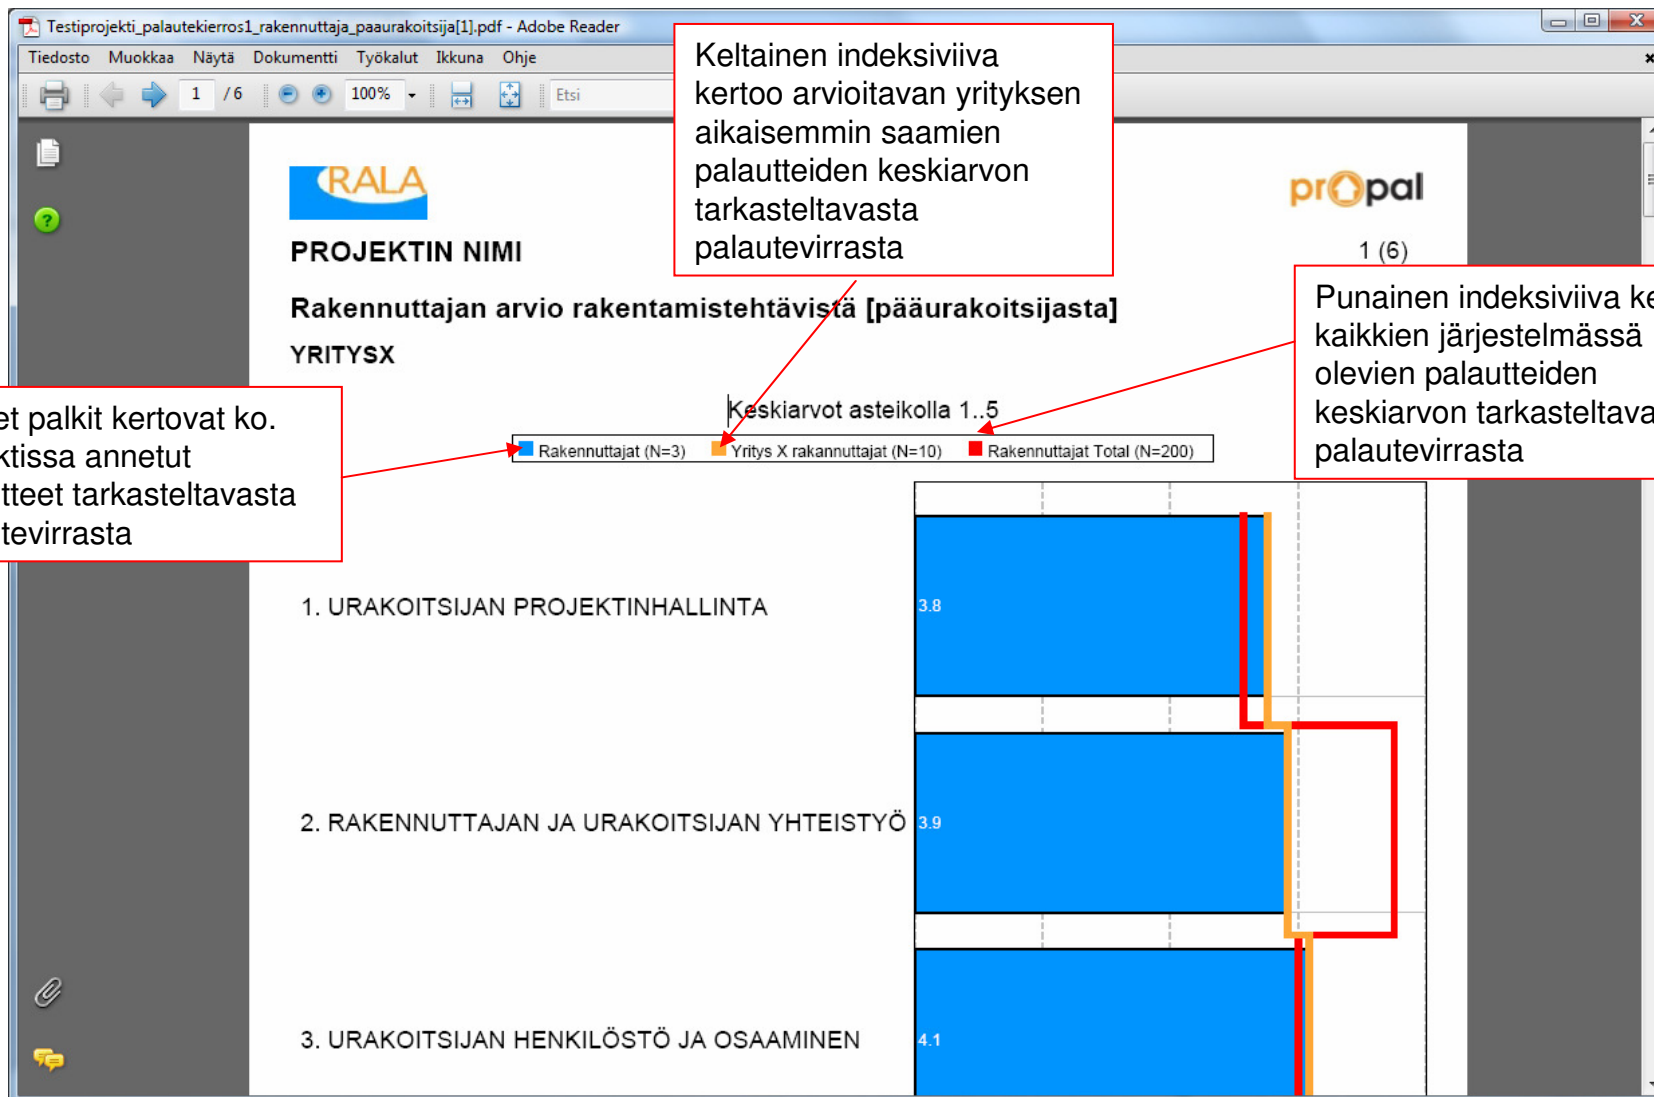 Testiprojekti_palautekierros1_rakennuttaja_paaurakoitsija[1].pdf - Adobe Reader
Tiedosto Muokkaa Näytä Dokumentti Työkalut Ikkuna Ohje
1 / 6 100% Etsi
Keltainen indeksiviiva
kertoo arvioitavan yrityksen
aikaisemmin saamien
palautteiden keskiarvon
tarkasteltavasta
palautevirrasta
RALA
propal
PROJEKTIN NIMI
1 (6)
Rakennuttajan arvio rakentamistehtävistä [pääurakoitsijasta]
YRITYSX
Punainen indeksiviiva ke
kaikkien järjestelmässä
olevien palautteiden
keskiarvon tarkasteltava
palautevirrasta
et palkit kertovat ko.
ktissa annetut
tteet tarkasteltavasta
tevirrasta
Keskiarvot asteikolla 1..5
Rakennuttajat (N=3) Yritys X rakannuttajat (N=10) Rakennuttajat Total (N=200)
1. URAKOITSIJAN PROJEKTINHALLINTA 3.8
2. RAKENNUTTAJAN JA URAKOITSIJAN YHTEISTYÖ 3.9
3. URAKOITSIJAN HENKILÖSTÖ JA OSAAMINEN 4.1